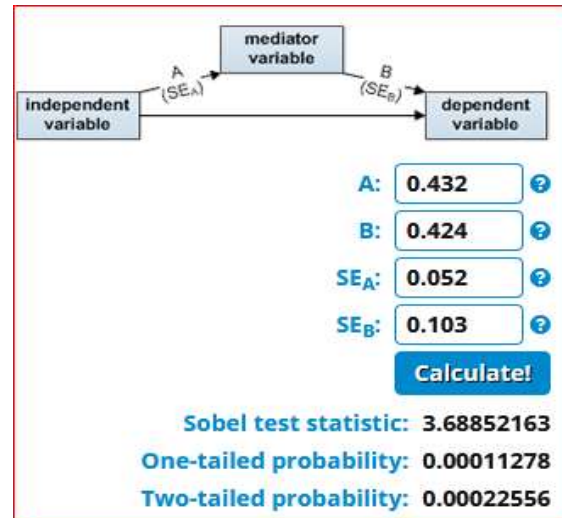 mediator
variable
A
(SEA)
B
(SEB)
independent
variable
dependent
variable
A: 0.432 ?
B: 0.424 ?
SEA: 0.052 ?
SEB: 0.103 ?
Calculate!
Sobel test statistic: 3.68852163
One-tailed probability: 0.00011278
Two-tailed probability: 0.00022556